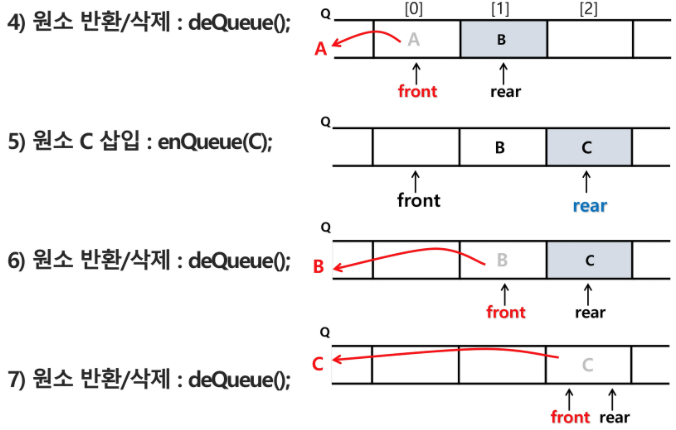 Q [0] [1] [2]
4) 원소 반환/삭제 : deQueue();
A A B
front rear
Q
5) 원소 C 삽입 : enQueue(C);
B C
front rear
Q
6) 원소 반환/삭제 : deQueue();
B B C
front rear
Q
7) 원소 반환/삭제 : deQueue();
C C
front rear